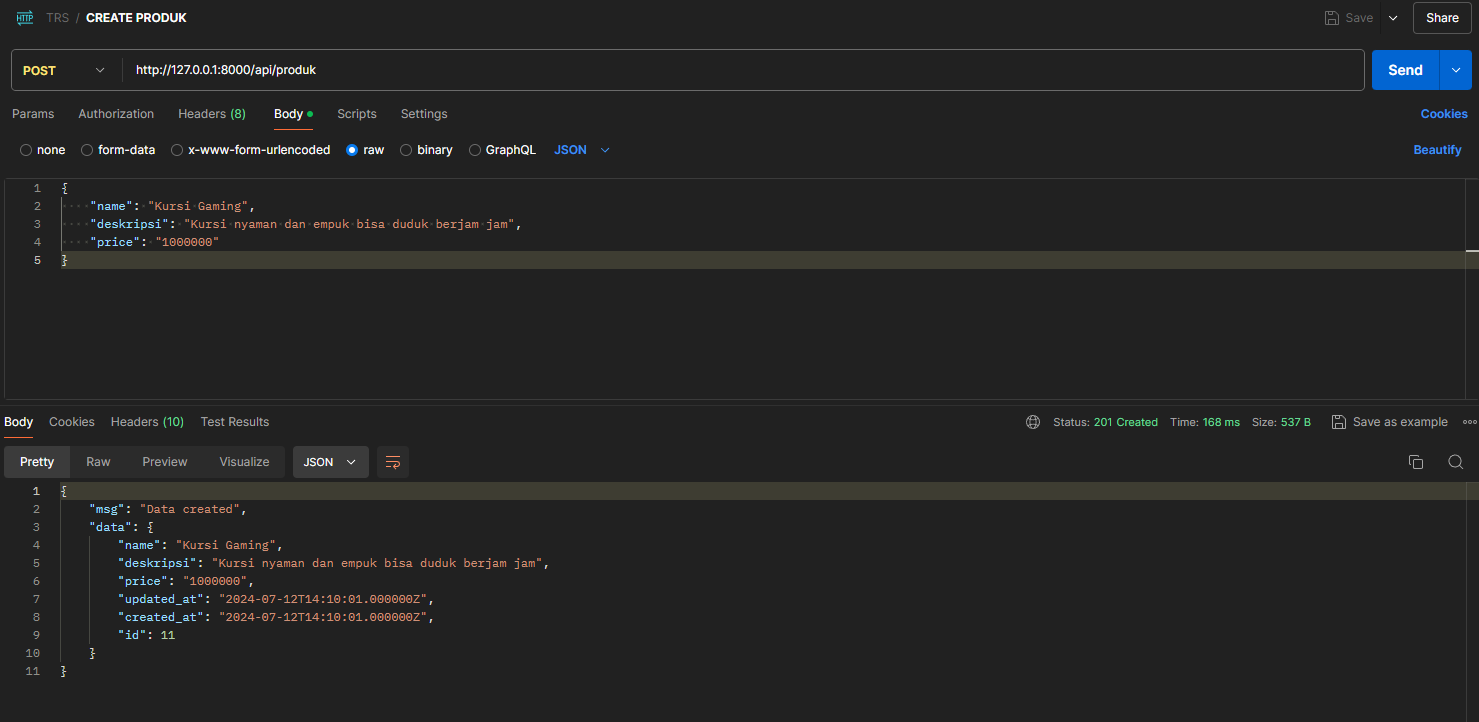 HTTP TRS / CREATE PRODUK Save Share
POST http://127.0.0.1:8000/api/produk Send
Params Authorization Headers (8) Body Scripts Settings Cookies
none form-data x-www-form-urlencoded raw binary GraphQL JSON Beautify
1 {
2 "name": "Kursi Gaming",
3 "deskripsi": "Kursi nyaman dan empuk bisa duduk berjam jam",
4 "price": "1000000"
5 }
Body Cookies Headers (10) Test Results Status: 201 Created Time: 168 ms Size: 537 B Save as example
Pretty Raw Preview Visualize JSON
1 {
2 "msg": "Data created",
3 "data": {
4 "name": "Kursi Gaming",
5 "deskripsi": "Kursi nyaman dan empuk bisa duduk berjam jam",
6 "price": "1000000",
7 "updated_at": "2024-07-12T14:10:01.000000Z",
8 "created_at": "2024-07-12T14:10:01.000000Z",
9 "id": 11
10 }
11 }